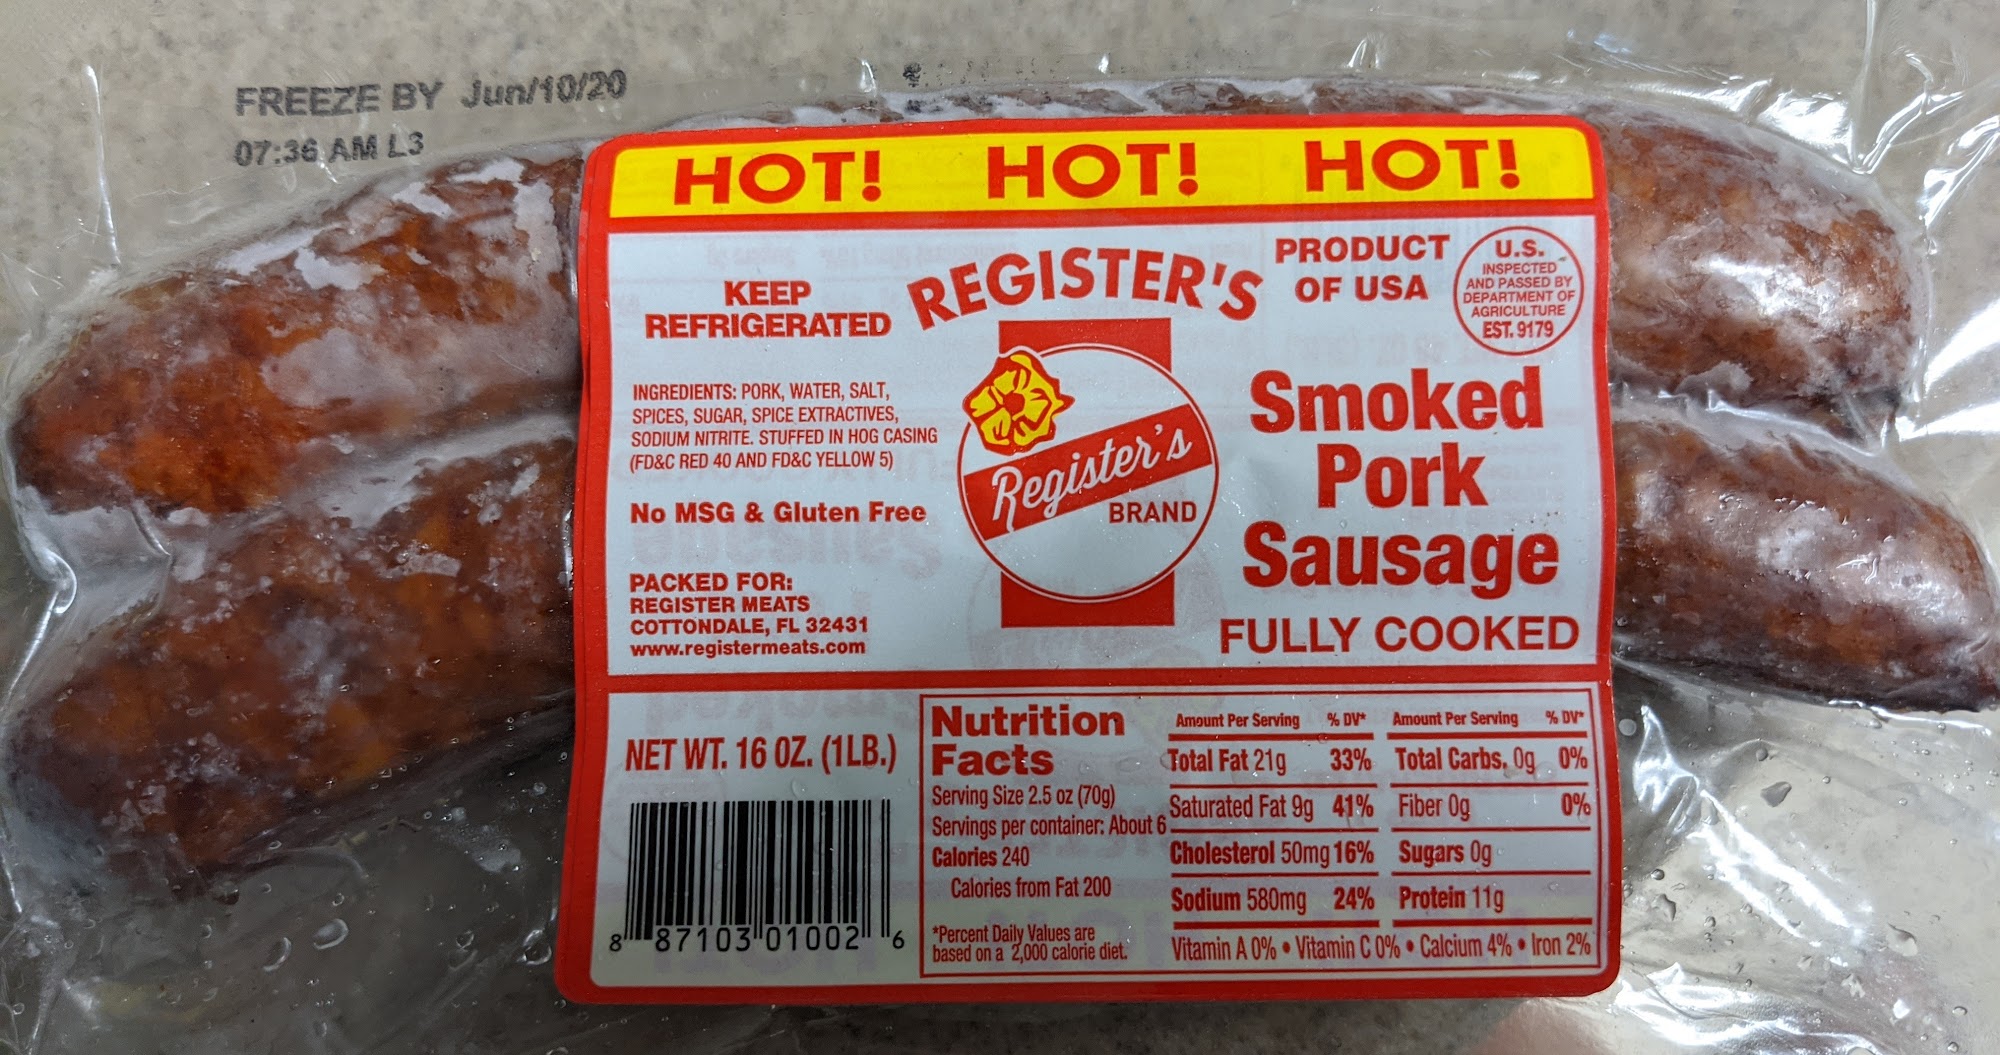 FREEZE BY Jun/10/20
07:36 AM L3
HOT! HOT! HOT!
KEEP
REFRIGERATED
REGISTER'S
PRODUCT
OF USA
U.S.
INSPECTED
AND PASSED BY
DEPARTMENT OF
AGRICULTURE
EST. 9179
INGREDIENTS: PORK, WATER, SALT,
SPICES, SUGAR, SPICE EXTRACTIVES,
SODIUM NITRITE. STUFFED IN HOG CASING
(FD&C RED 40 AND FD&C YELLOW 5)
No MSG & Gluten Free
PACKED FOR:
REGISTER MEATS
COTTONDALE, FL 32431
www.registermeats.com
Register's
BRAND
Smoked
Pork
Sausage
FULLY COOKED
NET WT. 16 OZ. (1LB.)
8 87103 01002 6
Nutrition
Facts
Serving Size 2.5 oz (70g)
Servings per container: About 6
Calories 240
Calories from Fat 200
*Percent Daily Values are
based on a 2,000 calorie diet.
Amount Per Serving % DV*
Total Fat 21g 33%
Saturated Fat 9g 41%
Cholesterol 50mg 16%
Sodium 580mg 24%
Amount Per Serving % DV*
Total Carbs. 0g 0%
Fiber 0g 0%
Sugars 0g
Protein 11g
Vitamin A 0% • Vitamin C 0% • Calcium 4% • Iron 2%